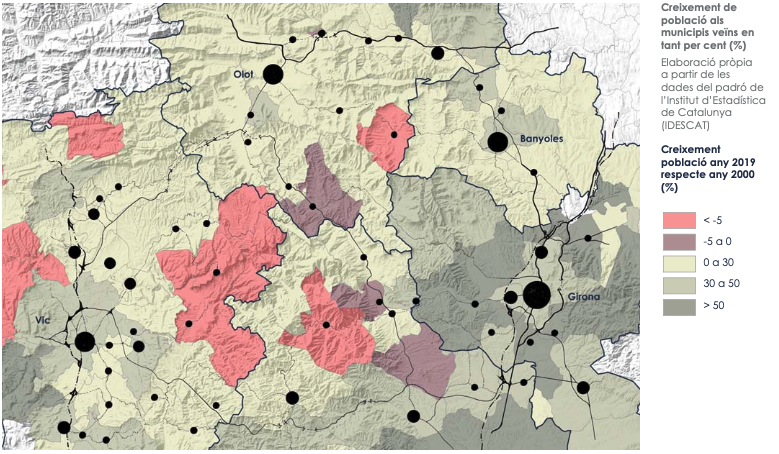 Creixement de
població als
municipis veïns en
tant per cent (%)
Elaboració pròpia
a partir de les
dades del padró de
l'Institut d'Estadística
de Catalunya
(IDESCAT)
Creixement
població any 2019
respecte any 2000
(%)
< -5
-5 a 0
0 a 30
30 a 50
> 50
Olot
Banyoles
Girona
Vic